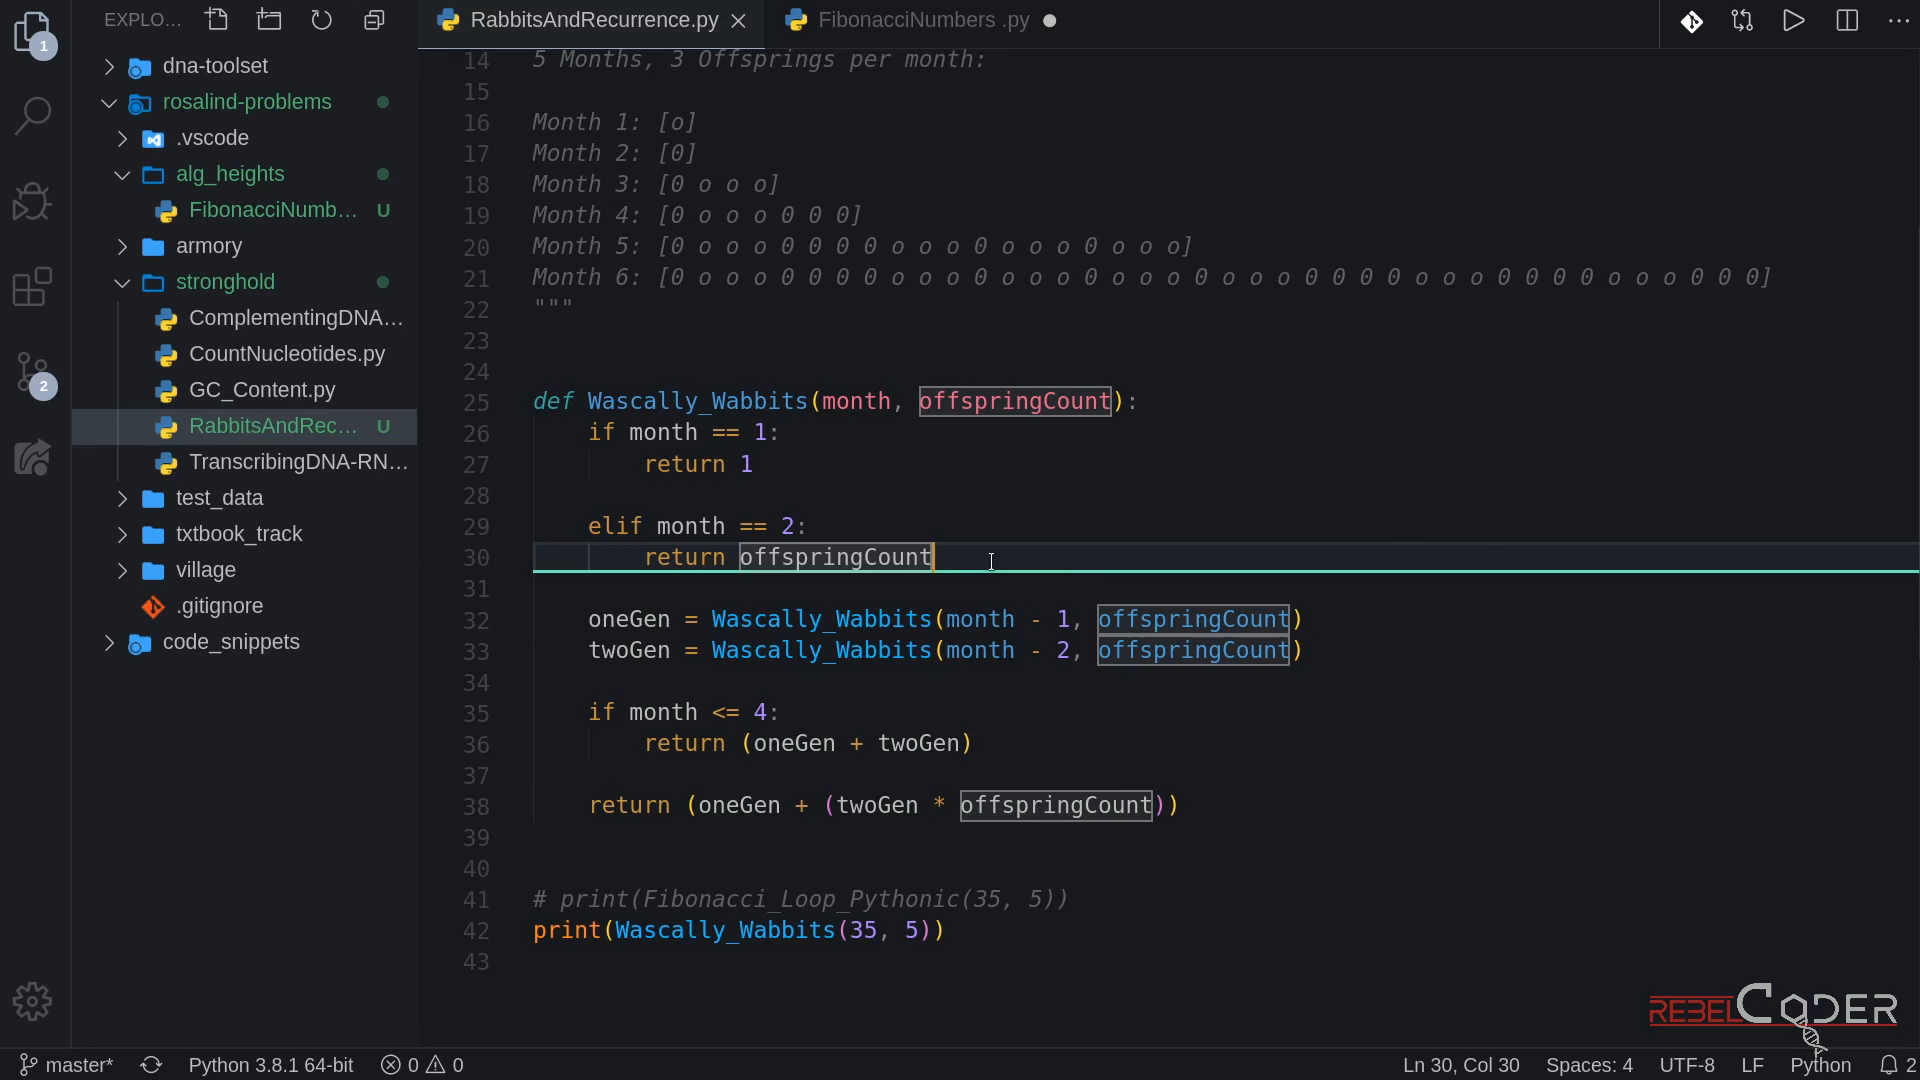 EXPLO...
RabbitsAndRecurrence.py
FibonacciNumbers .py
1
2
dna-toolset
rosalind-problems
.vscode
alg_heights
FibonacciNumb... U
armory
stronghold
ComplementingDNA...
CountNucleotides.py
GC_Content.py
RabbitsAndRec... U
TranscribingDNA-RN...
test_data
txtbook_track
village
.gitignore
code_snippets
14 5 Months, 3 Offsprings per month:
15
16 Month 1: [o]
17 Month 2: [0]
18 Month 3: [0 o o o]
19 Month 4: [0 o o o 0 0 0]
20 Month 5: [0 o o o 0 0 0 0 o o o 0 o o o 0 o o o]
21 Month 6: [0 o o o 0 0 0 0 o o o 0 o o o 0 o o o 0 o o o 0 0 0 0 o o o 0 0 0 0 o o o 0 0 0]
22 """
23
24
25 def Wascally_Wabbits(month, offspringCount):
26 if month == 1:
27 return 1
28
29 elif month == 2:
30 return offspringCount
31
32 oneGen = Wascally_Wabbits(month - 1, offspringCount)
33 twoGen = Wascally_Wabbits(month - 2, offspringCount)
34
35 if month <= 4:
36 return (oneGen + twoGen)
37
38 return (oneGen + (twoGen * offspringCount))
39
40
41 # print(Fibonacci_Loop_Pythonic(35, 5))
42 print(Wascally_Wabbits(35, 5))
43
REBELCODER
master* Python 3.8.1 64-bit 0 0 Ln 30, Col 30 Spaces: 4 UTF-8 LF Python 2